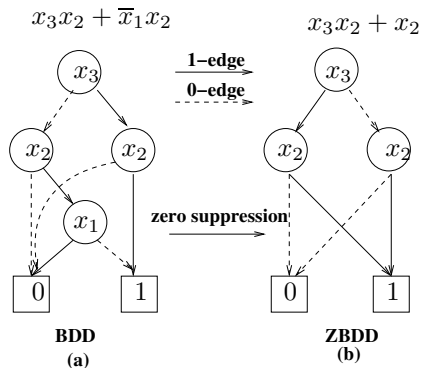 x₃x₂ + x̅₁x₂
x₃x₂ + x₂
1−edge
0−edge
x₃
x₃
x₂
x₂
x₂
x₂
x₁
zero suppression
0
1
0
1
BDD
ZBDD
(a)
(b)